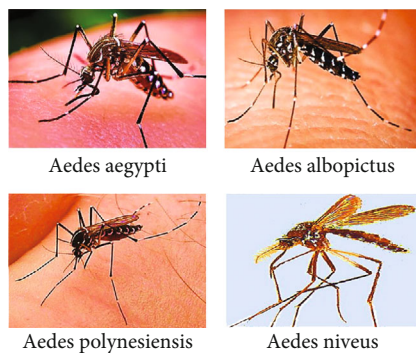 Aedes aegypti
Aedes albopictus
Aedes polynesiensis
Aedes niveus